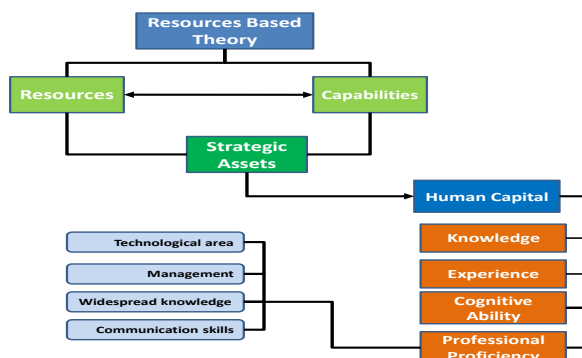 Resources Based
Theory
Resources
Capabilities
Strategic
Assets
Human Capital
Technological area
Management
Widespread knowledge
Communication skills
Knowledge
Experience
Cognitive
Ability
Professional
Proficiency